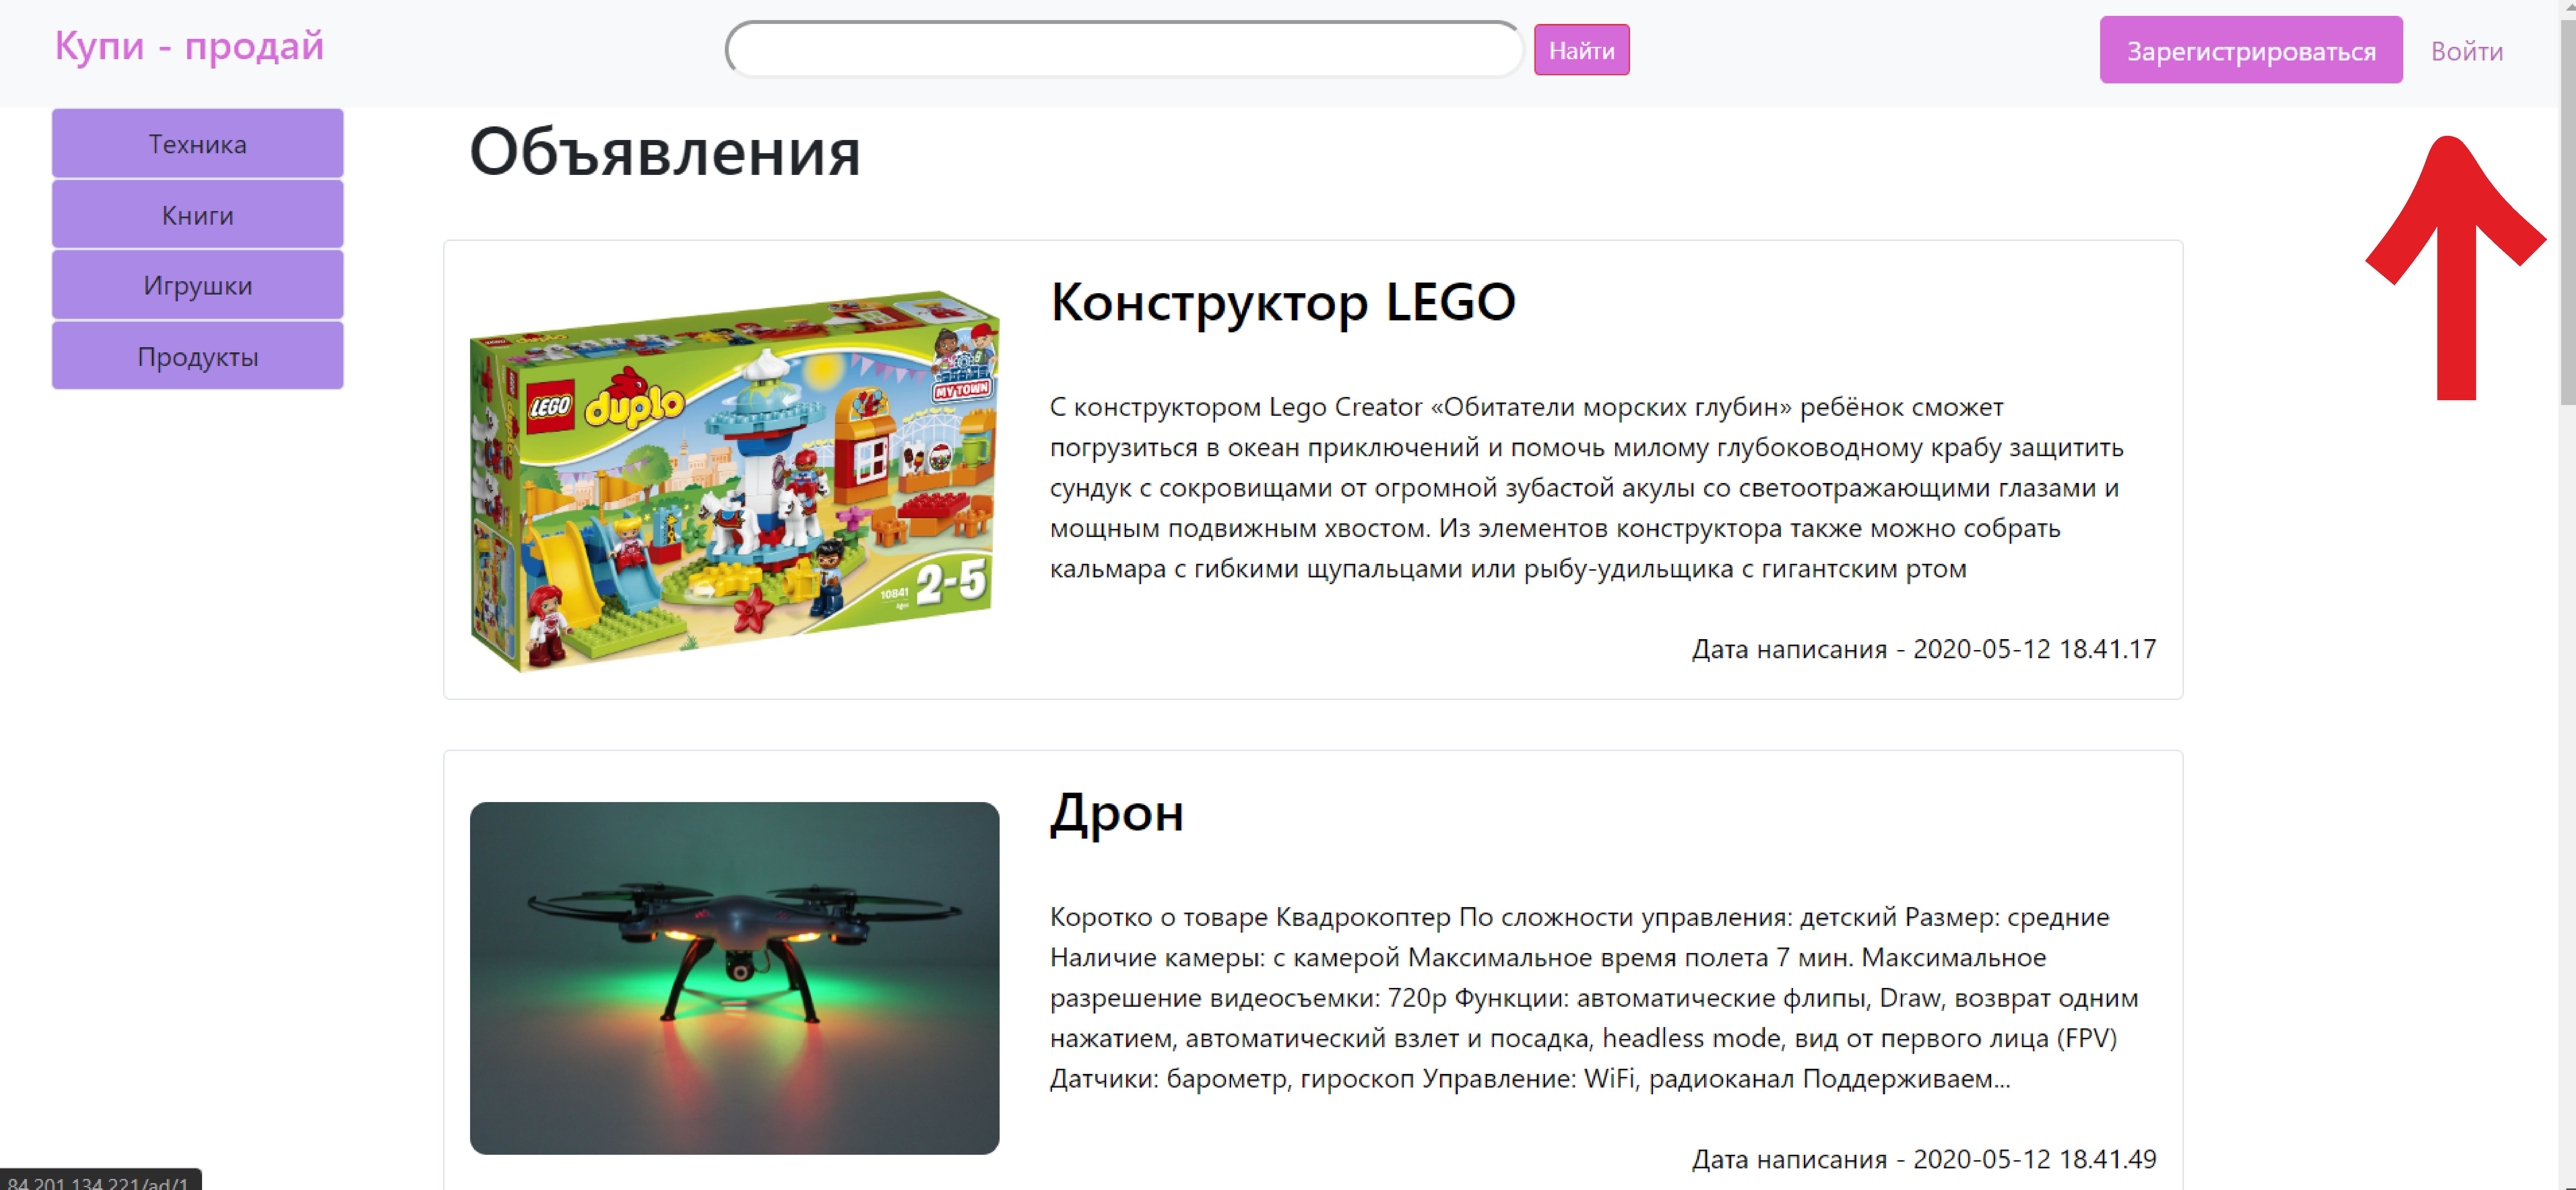 Купи - продай
Найти
Зарегистрироваться
Войти
Техника
Книги
Игрушки
Продукты
Объявления
Конструктор LEGO
LEGO duplo
MY TOWN
10841
Ages
2-5
С конструктором Lego Creator «Обитатели морских глубин» ребёнок сможет
погрузиться в океан приключений и помочь милому глубоководному крабу защитить
сундук с сокровищами от огромной зубастой акулы со светоотражающими глазами и
мощным подвижным хвостом. Из элементов конструктора также можно собрать
кальмара с гибкими щупальцами или рыбу-удильщика с гигантским ртом
Дата написания - 2020-05-12 18.41.17
Дрон
Коротко о товаре Квадрокоптер По сложности управления: детский Размер: средние
Наличие камеры: с камерой Максимальное время полета 7 мин. Максимальное
разрешение видеосъемки: 720p Функции: автоматические флипы, Draw, возврат одним
нажатием, автоматический взлет и посадка, headless mode, вид от первого лица (FPV)
Датчики: барометр, гироскоп Управление: WiFi, радиоканал Поддерживаем...
Дата написания - 2020-05-12 18.41.49
84.201.134.221/ad/1